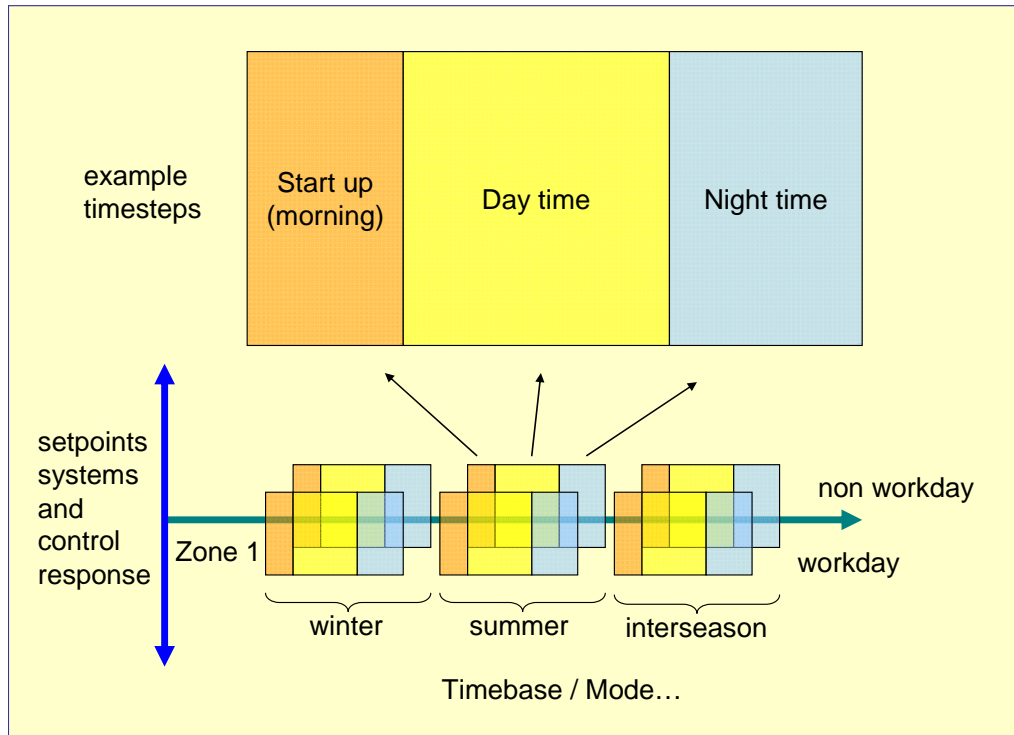 example
timesteps
Start up
(morning)
Day time
Night time
setpoints
systems
and
control
response
Zone 1
non workday
workday
winter
summer
interseason
Timebase / Mode…